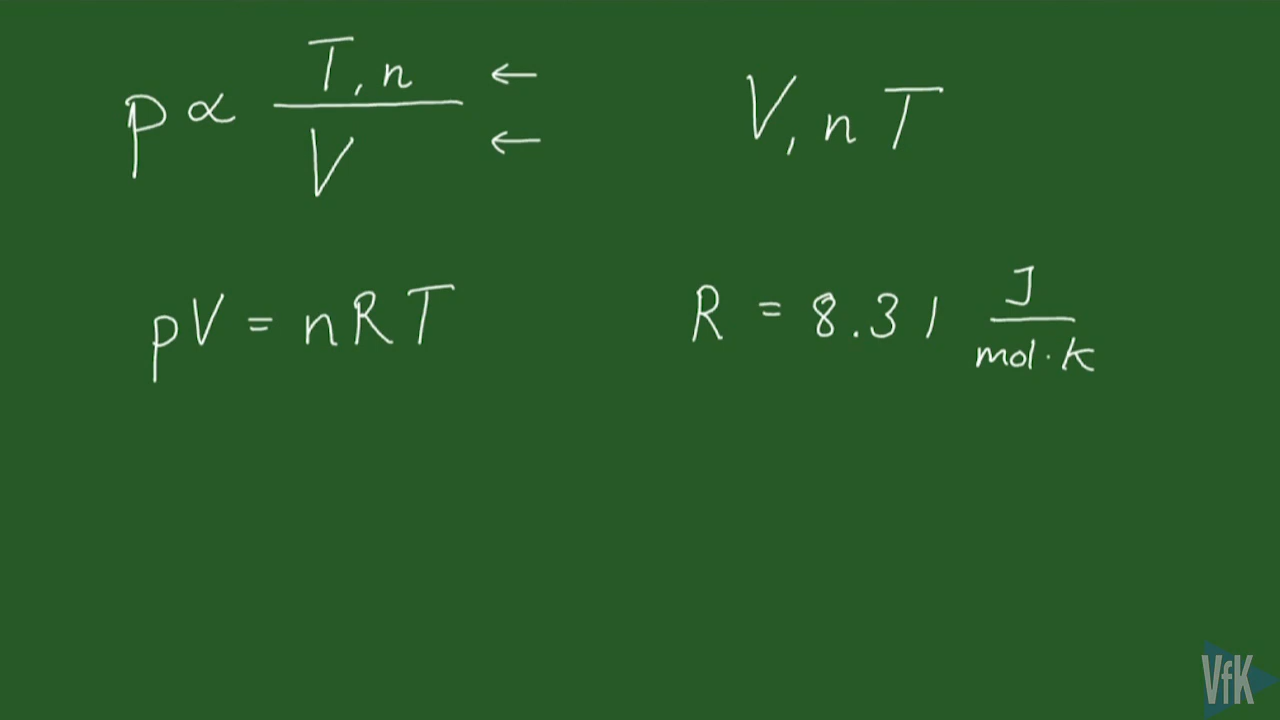 p ∝ T, n / V ← ←
V, n T
pV = nRT
R = 8.31 J / mol·K
VfK